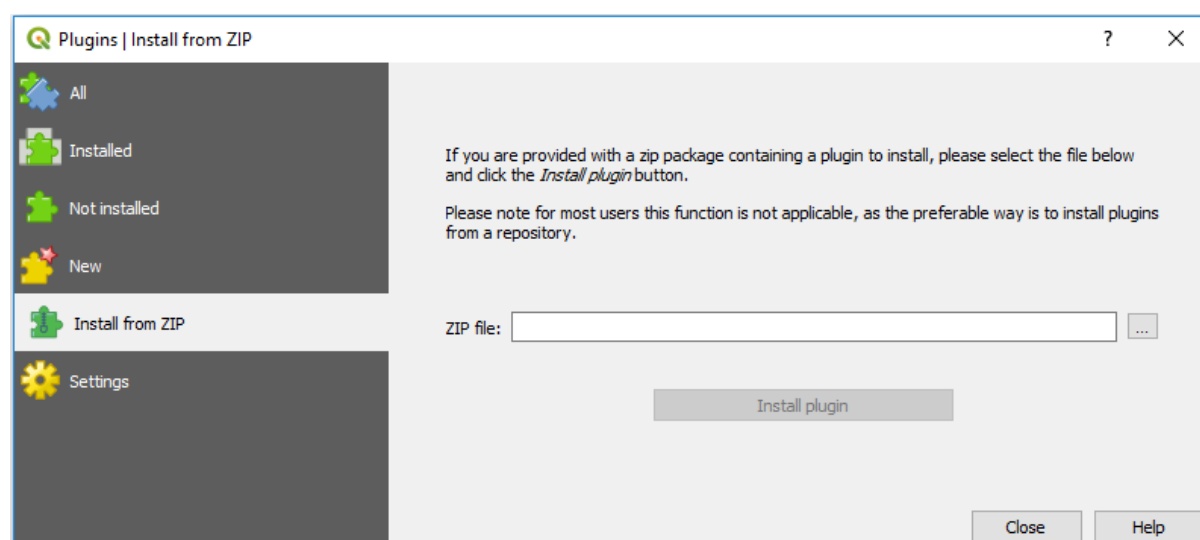 Plugins | Install from ZIP
?
All
Installed
Not installed
New
Install from ZIP
Settings
If you are provided with a zip package containing a plugin to install, please select the file below
and click the Install plugin button.
Please note for most users this function is not applicable, as the preferable way is to install plugins
from a repository.
ZIP file:
...
Install plugin
Close
Help